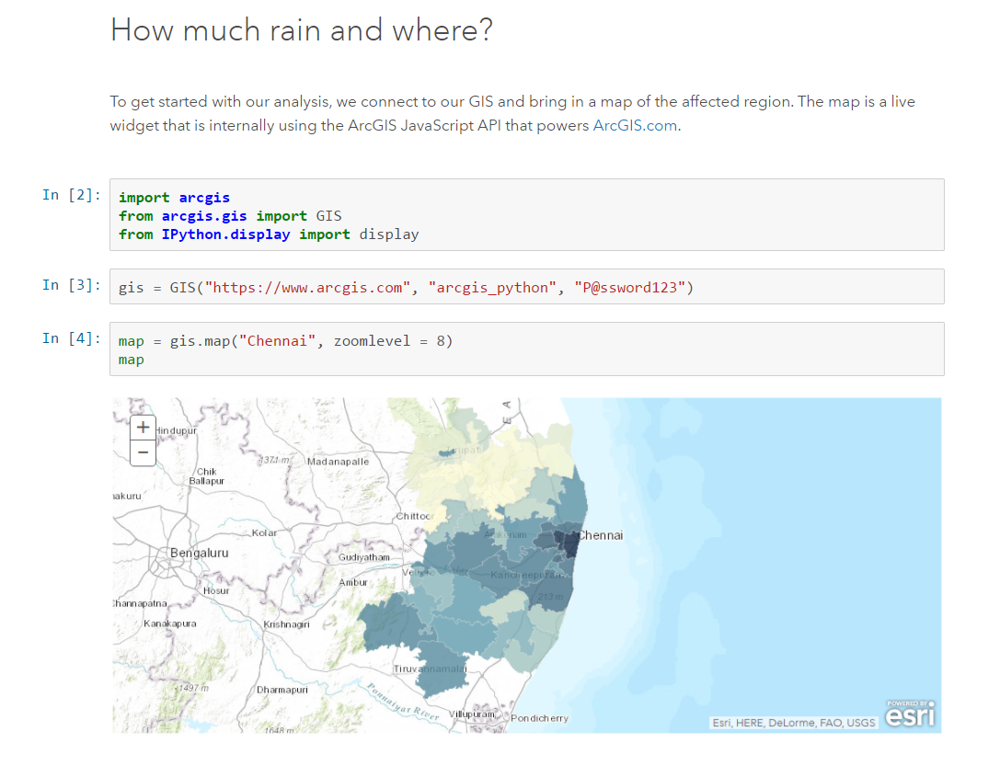 How much rain and where?
To get started with our analysis, we connect to our GIS and bring in a map of the affected region. The map is a live
widget that is internally using the ArcGIS JavaScript API that powers ArcGIS.com.
In [2]:
import arcgis
from arcgis.gis import GIS
from IPython.display import display
In [3]:
gis = GIS("https://www.arcgis.com", "arcgis_python", "P@ssword123")
In [4]:
map = gis.map("Chennai", zoomlevel = 8)
map
+
−
Hindupur
E A
Tirupati
1371 m
Madanapalle
Chik
Ballapur
akuru
Chittoor
Kolar
Arakonam
Chennai
Bengaluru
Gudiyatham
Vellore
Kancheepuram
Ambur
Hosur
213 m
Channapatna
Kanakapura
Krishnagiri
Tiruvannamalai
1497 m
Dharmapuri
Ponnaiyar River
Villupuram
Pondicherry
1648 m
POWERED BY
esri
Esri, HERE, DeLorme, FAO, USGS